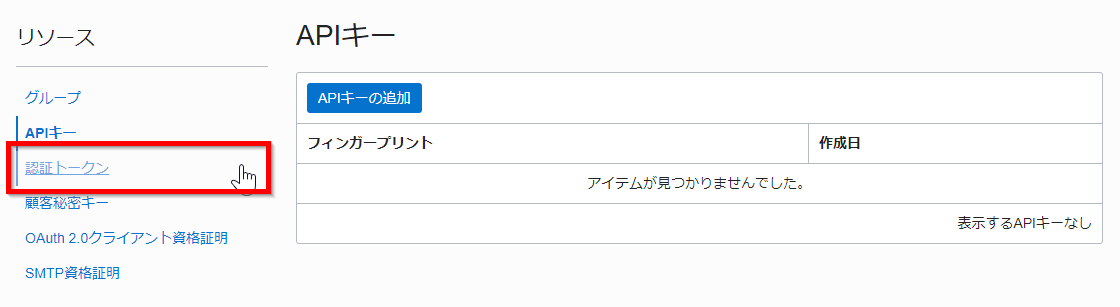 リソース
グループ
APIキー
認証トークン
顧客秘密キー
OAuth 2.0クライアント資格証明
SMTP資格証明
APIキー
APIキーの追加
フィンガープリント 作成日
アイテムが見つかりませんでした。
表示するAPIキーなし